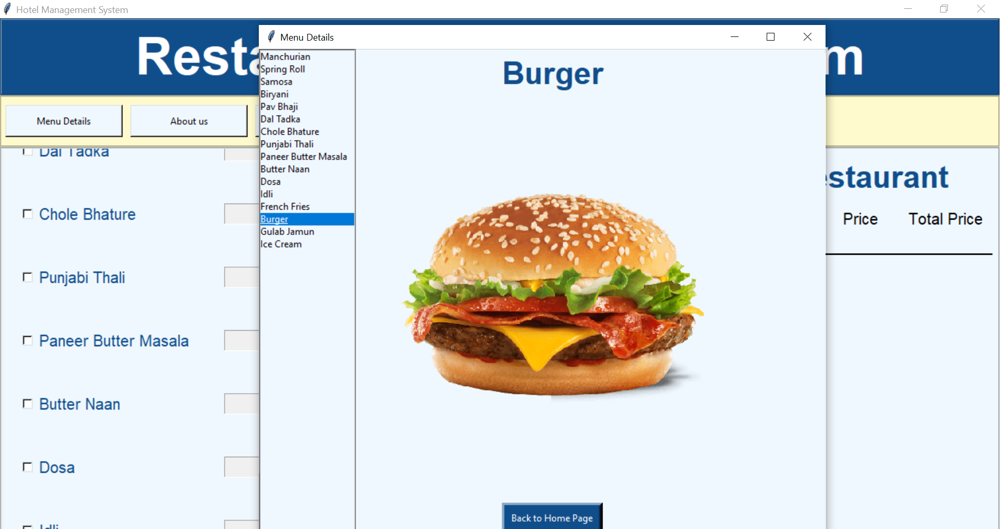 Hotel Management System
Menu Details
Burger
Manchurian
Spring Roll
Samosa
Biryani
Pav Bhaji
Dal Tadka
Chole Bhature
Punjabi Thali
Paneer Butter Masala
Butter Naan
Dosa
Idli
French Fries
Burger
Gulab Jamun
Ice Cream
Back to Home Page
Menu Details
About us
Dal Tadka
Chole Bhature
Punjabi Thali
Paneer Butter Masala
Butter Naan
Dosa
Idli
Price
Total Price